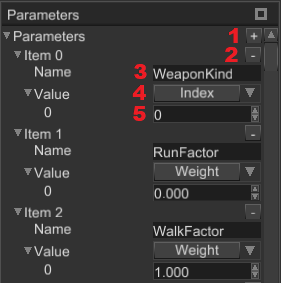 Parameters
Parameters 1 +
Item 0 2 -
Name 3 WeaponKind
Value 4 Index
0 5 0
Item 1 -
Name RunFactor
Value Weight
0 0.000
Item 2 -
Name WalkFactor
Value Weight
0 1.000